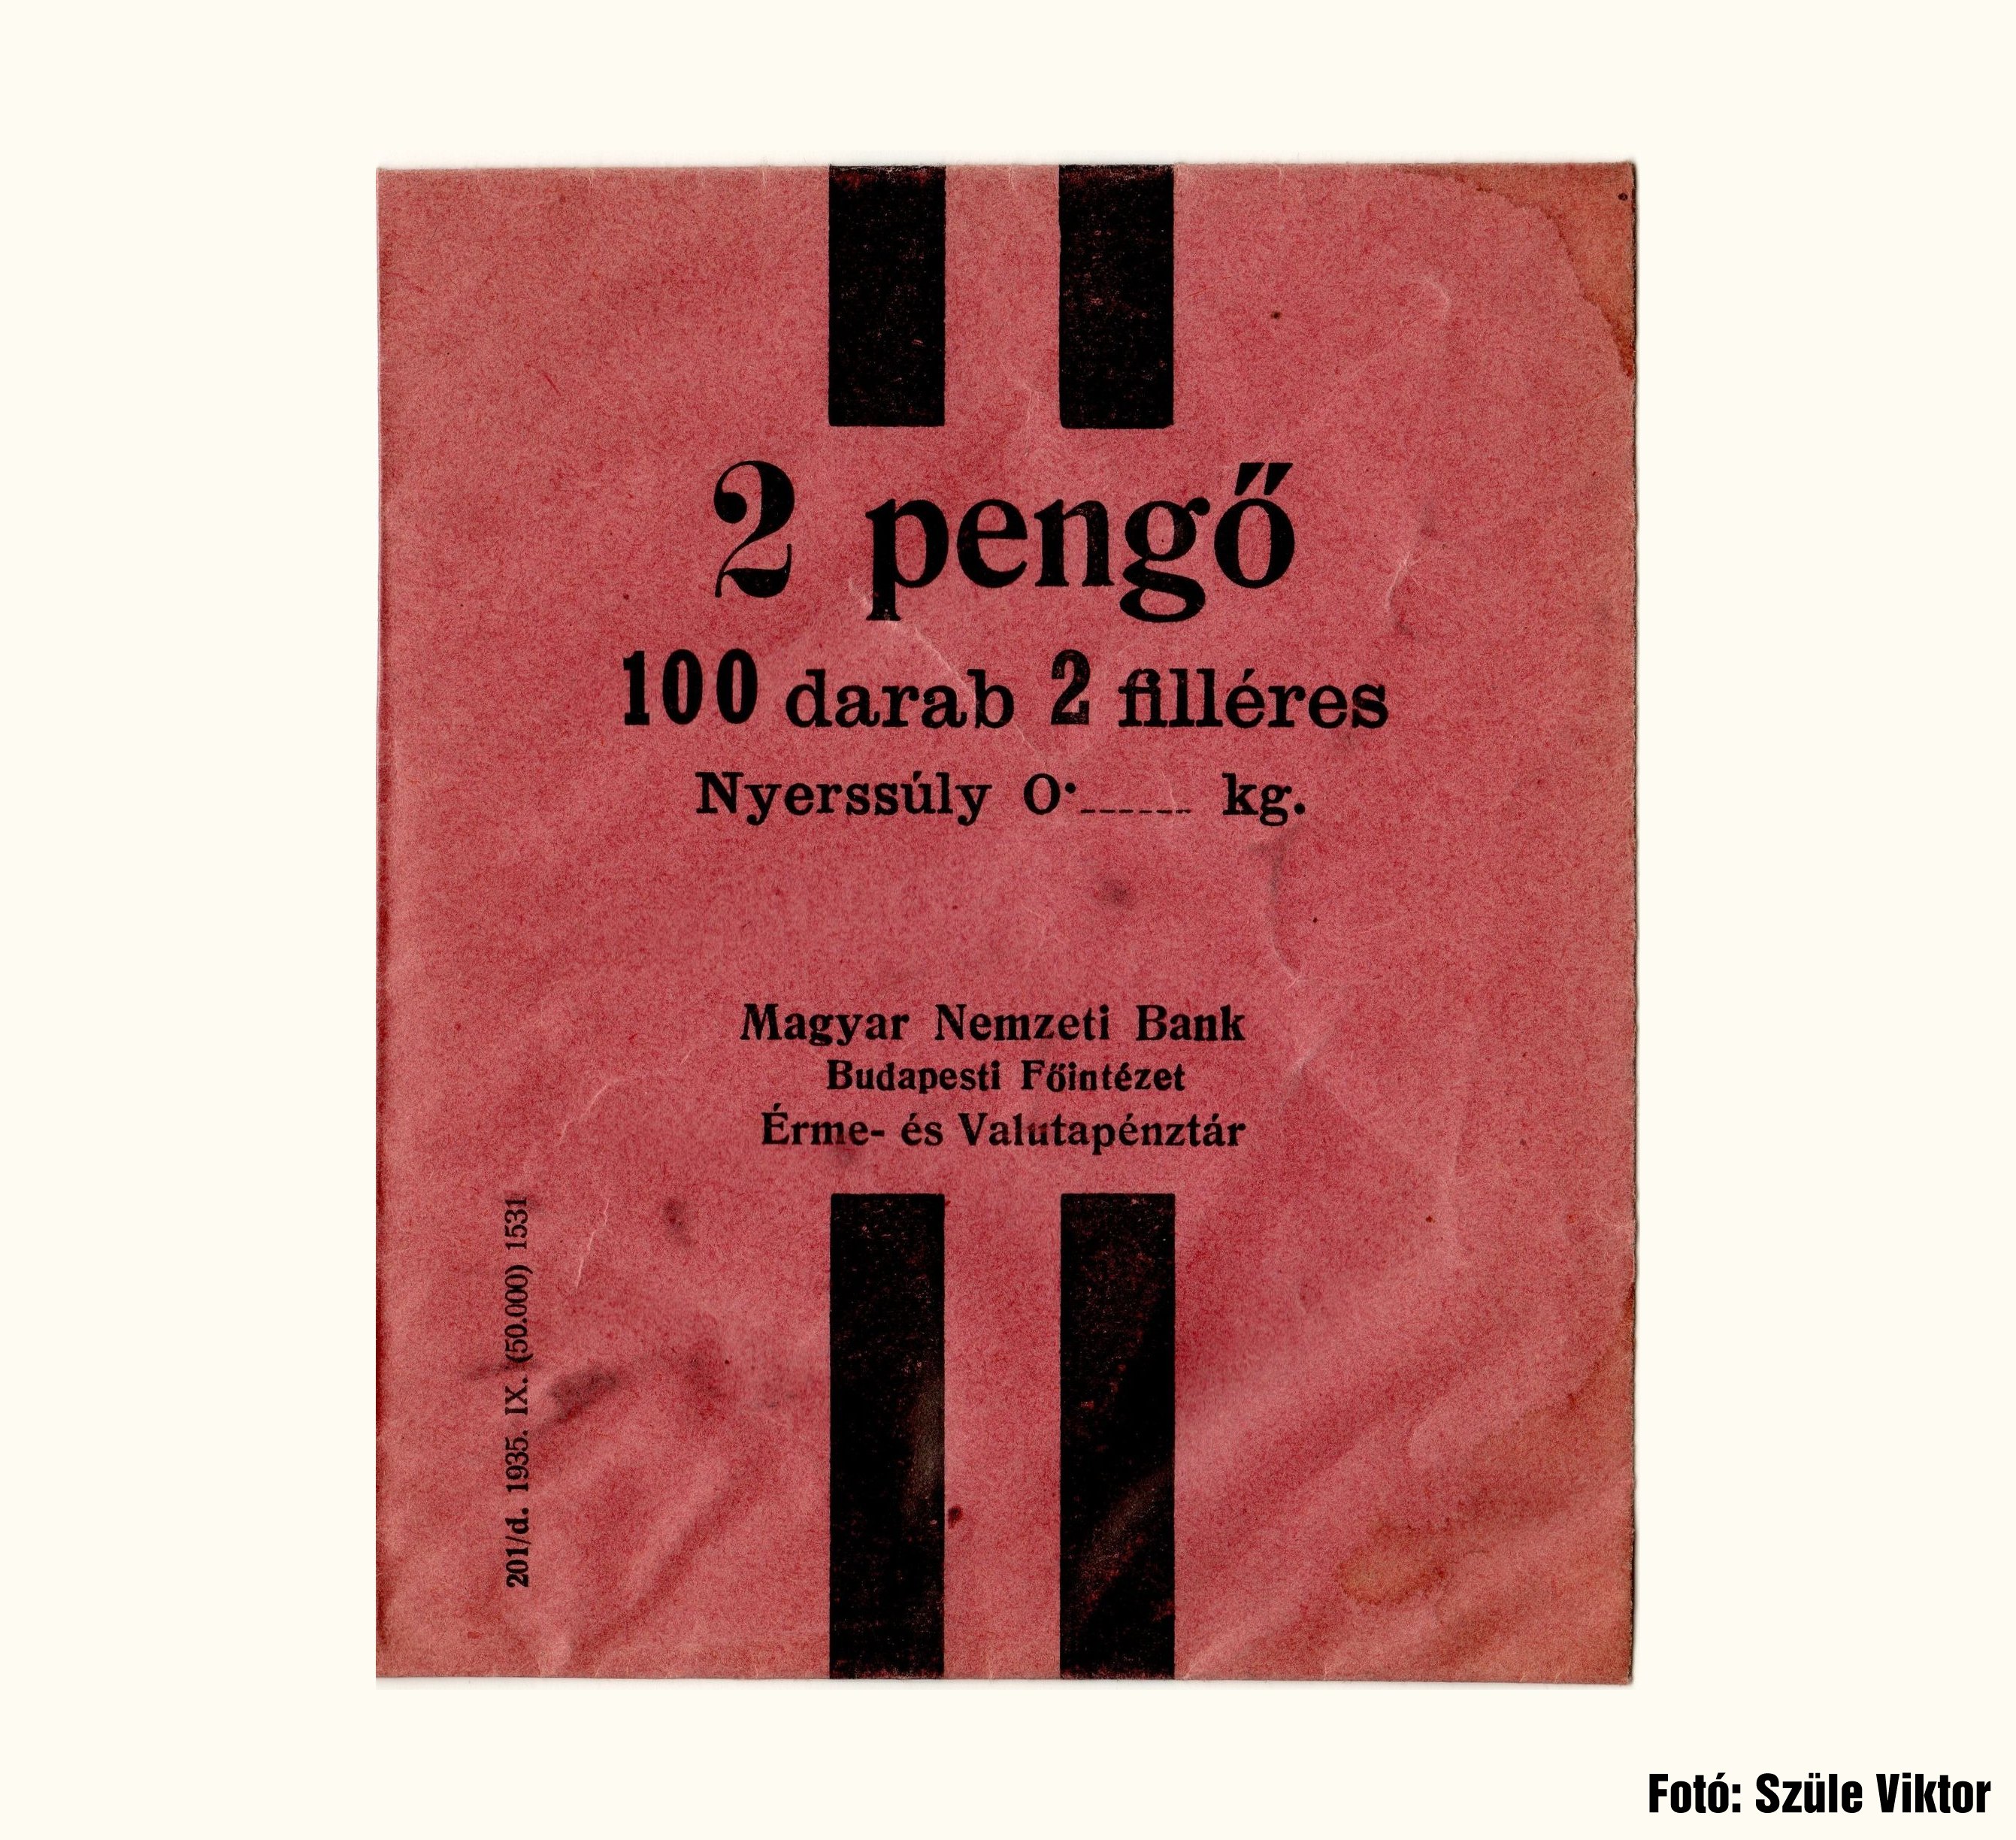 2 pengő
100 darab 2 filléres
Nyerssúly 0·...... kg.
Magyar Nemzeti Bank
Budapesti Főintézet
Érme- és Valutapénztár
201/d. 1935. IX. (50.000) 1531
Fotó: Szüle Viktor